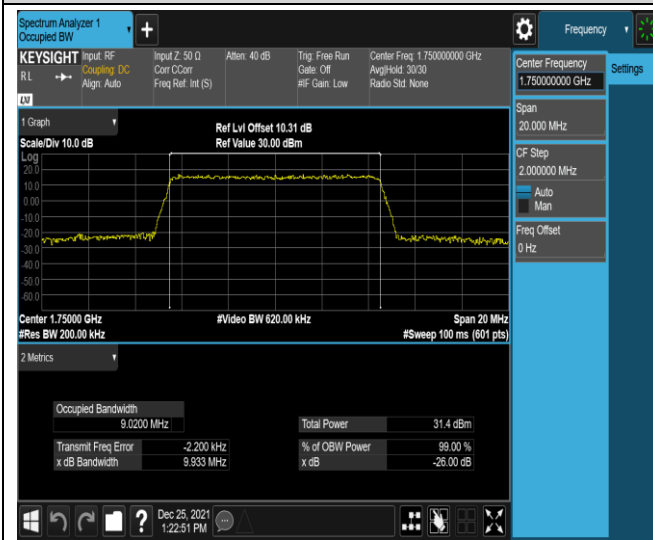 Spectrum Analyzer 1
Occupied BW
+
Frequency
KEYSIGHT Input: RF Input Z: 50 Ω Atten: 40 dB Trig: Free Run Center Freq: 1.750000000 GHz
RL Coupling: DC Corr CCorr Gate: Off Avg|Hold: 30/30
Align: Auto Freq Ref: Int (S) #IF Gain: Low Radio Std: None
LXI
Center Frequency
1.750000000 GHz
Settings
Span
20.000 MHz
CF Step
2.000000 MHz
Auto
Man
Freq Offset
0 Hz
1 Graph
Ref Lvl Offset 10.31 dB
Scale/Div 10.0 dB Ref Value 30.00 dBm
Log
20.0
10.0
0.00
-10.0
-20.0
-30.0
-40.0
-50.0
-60.0
Center 1.75000 GHz #Video BW 620.00 kHz Span 20 MHz
#Res BW 200.00 kHz #Sweep 100 ms (601 pts)
2 Metrics
Occupied Bandwidth
9.0200 MHz
Total Power 31.4 dBm
Transmit Freq Error -2.200 kHz % of OBW Power 99.00 %
x dB Bandwidth 9.933 MHz x dB -26.00 dB
? Dec 25, 2021
1:22:51 PM